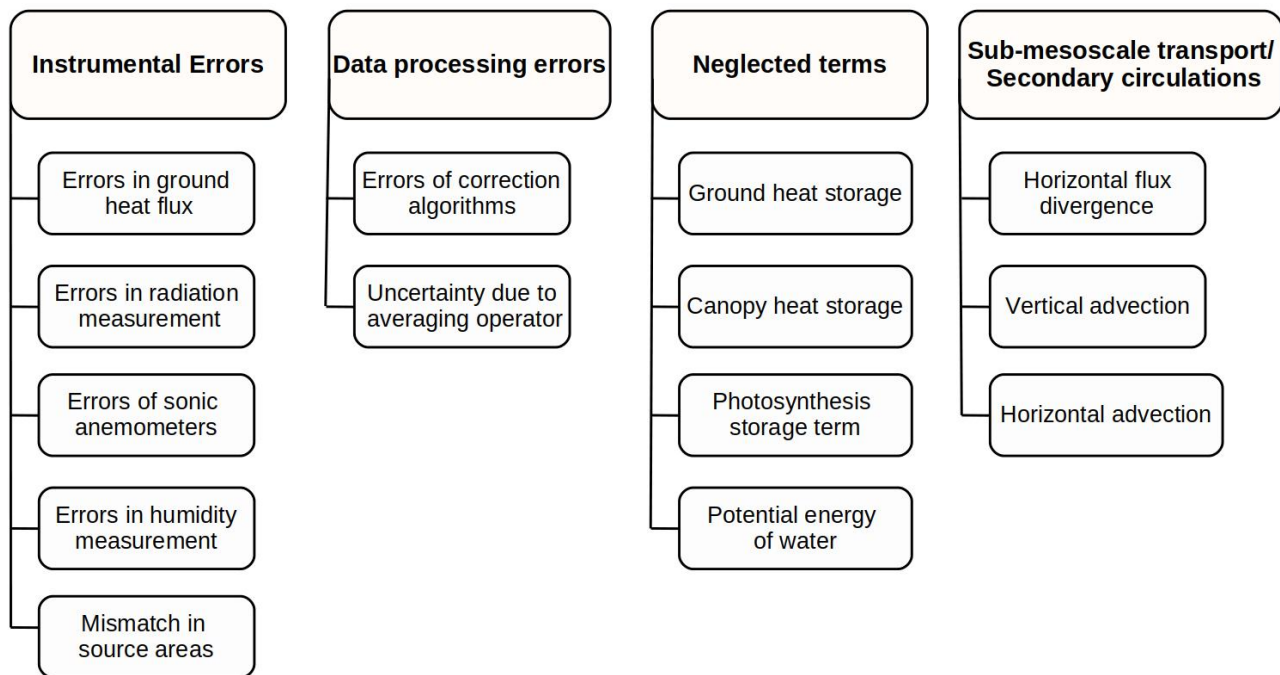 Instrumental Errors
Errors in ground
heat flux
Errors in radiation
measurement
Errors of sonic
anemometers
Errors in humidity
measurement
Mismatch in
source areas
Data processing errors
Errors of correction
algorithms
Uncertainty due to
averaging operator
Neglected terms
Ground heat storage
Canopy heat storage
Photosynthesis
storage term
Potential energy
of water
Sub-mesoscale transport/
Secondary circulations
Horizontal flux
divergence
Vertical advection
Horizontal advection